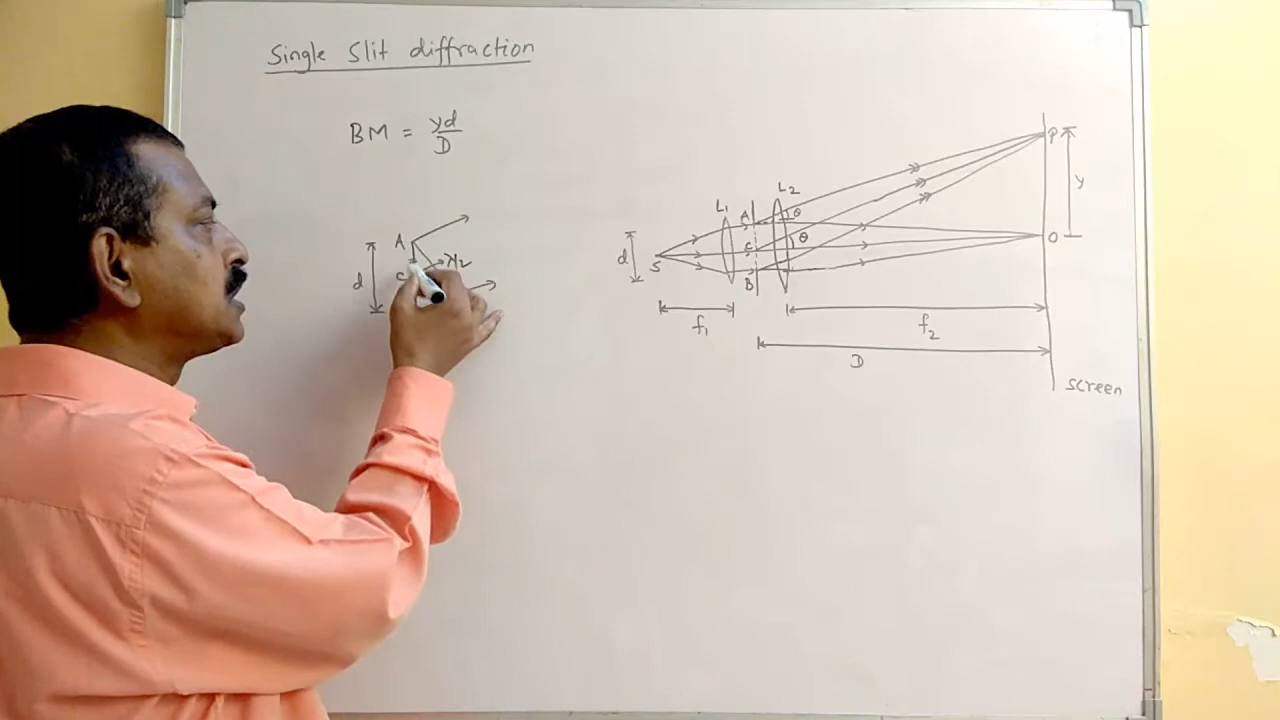 Single Slit diffraction
BM = yd/D
A
λ/2
C
d
L₁
L₂
A
θ
C
θ
B
d
S
P
y
O
f₁
f₂
D
screen